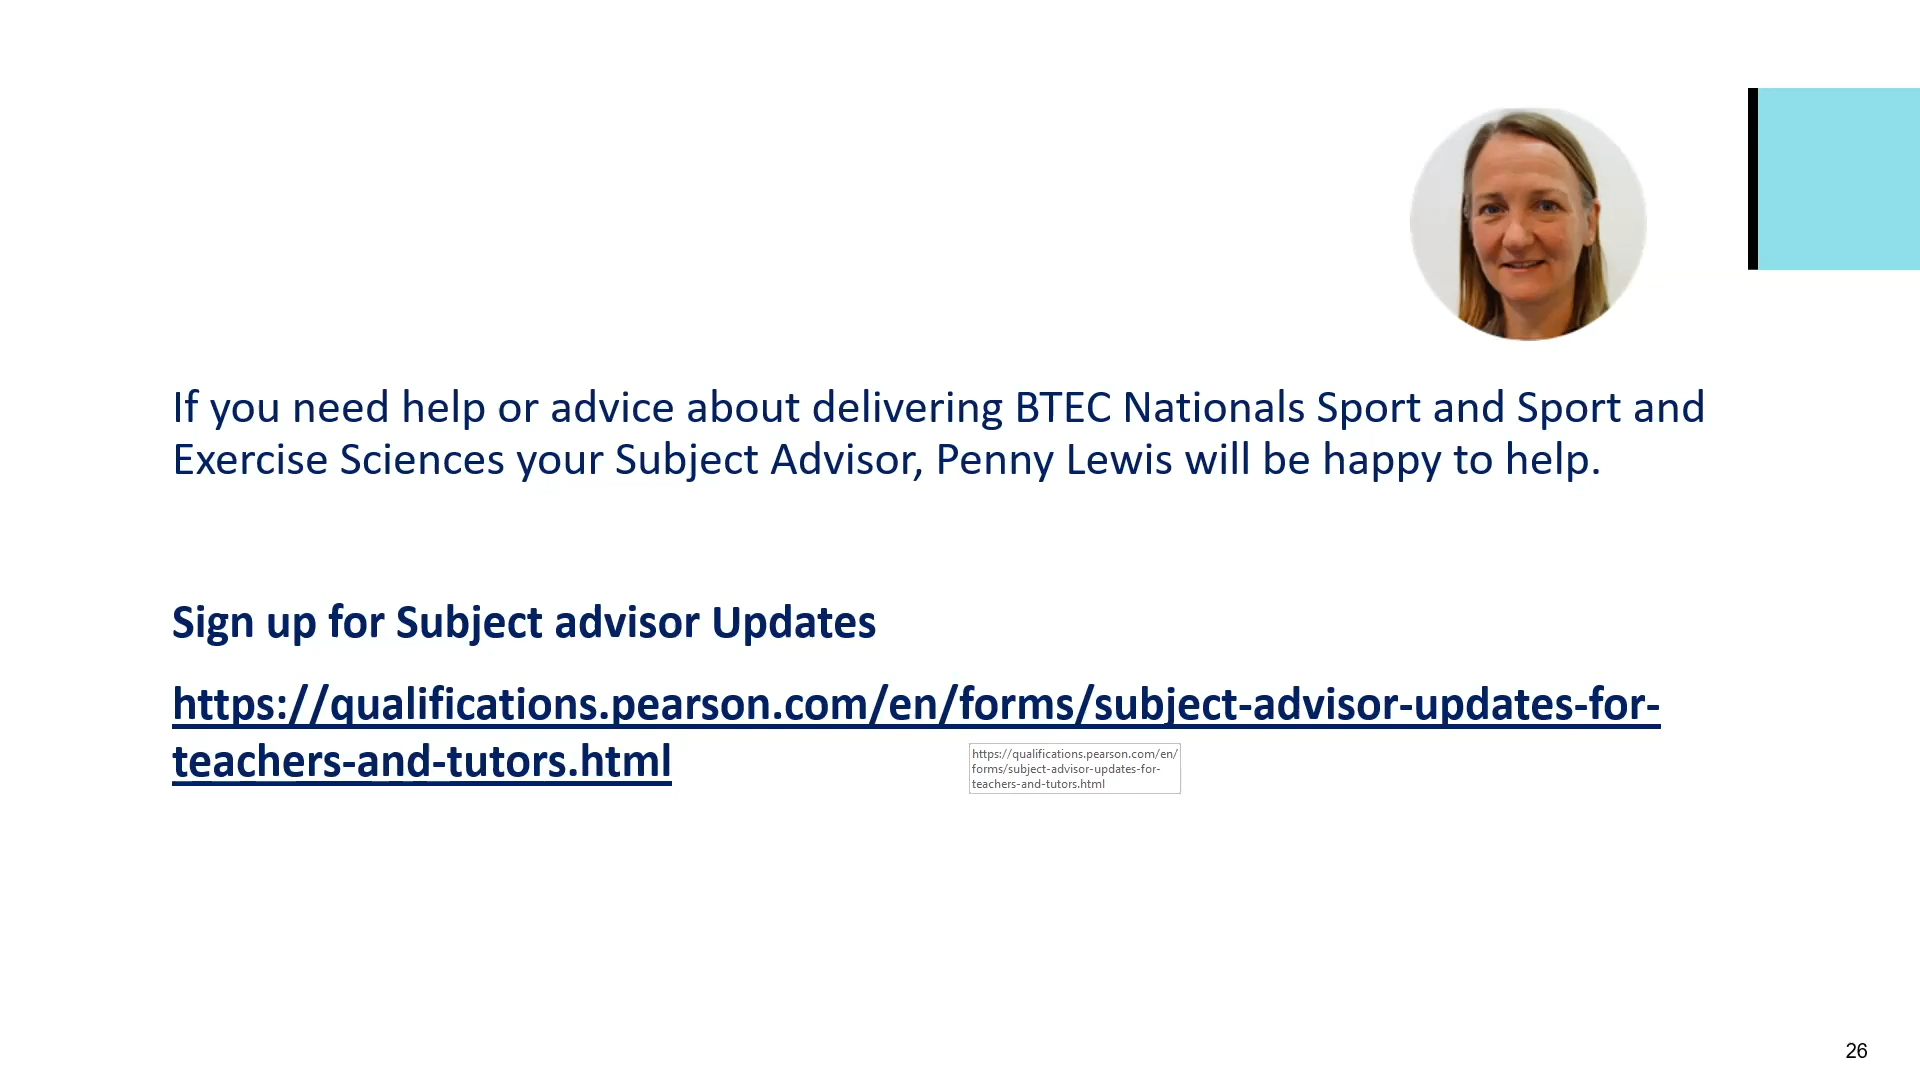 If you need help or advice about delivering BTEC Nationals Sport and Sport and
Exercise Sciences your Subject Advisor, Penny Lewis will be happy to help.
Sign up for Subject advisor Updates
https://qualifications.pearson.com/en/forms/subject-advisor-updates-for-
teachers-and-tutors.html
https://qualifications.pearson.com/en/
forms/subject-advisor-updates-for-
teachers-and-tutors.html
26